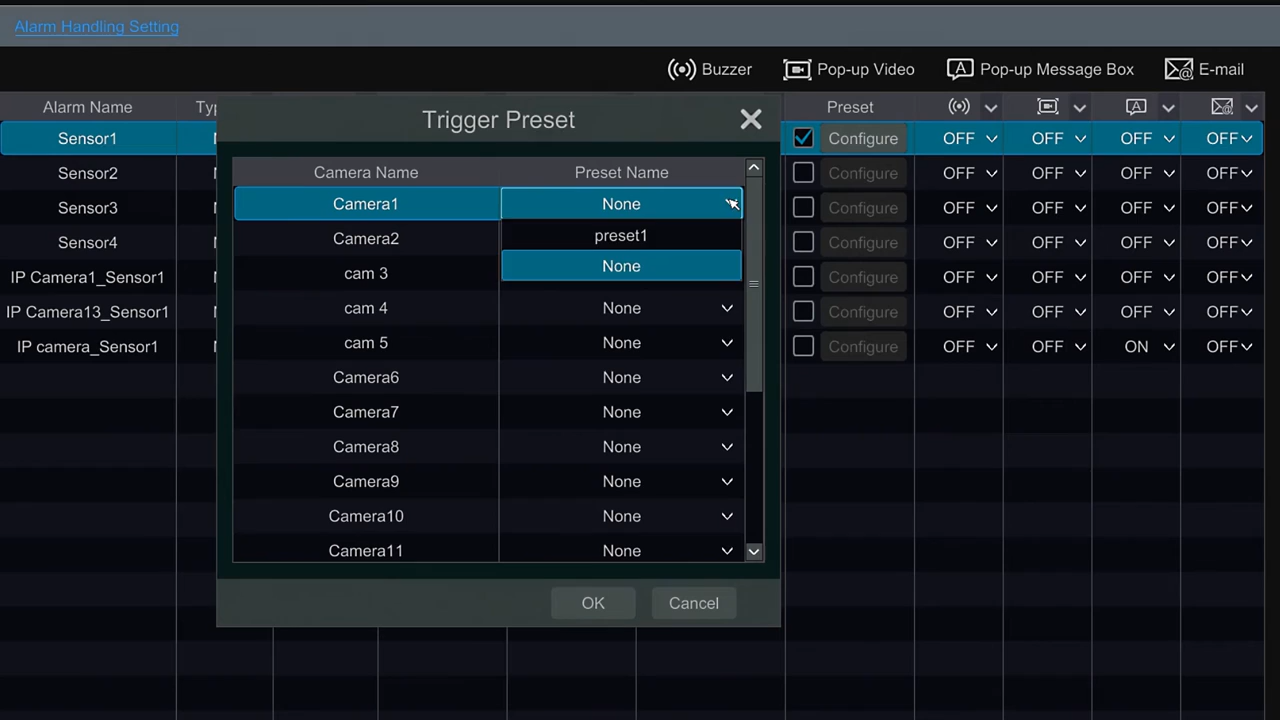 Alarm Handling Setting
Buzzer Pop-up Video Pop-up Message Box E-mail
Alarm Name Preset
Trigger Preset
Sensor1 Configure OFF OFF OFF OFF
Camera Name Preset Name
Sensor2 Configure OFF OFF OFF OFF
Camera1 None
Sensor3 Configure OFF OFF OFF OFF
Camera2 preset1
Sensor4 Configure OFF OFF OFF OFF
cam 3 None
IP Camera1_Sensor1 Configure OFF OFF OFF OFF
cam 4 None
IP Camera13_Sensor1 Configure OFF OFF OFF OFF
cam 5 None
IP camera_Sensor1 Configure OFF OFF ON OFF
Camera6 None
Camera7 None
Camera8 None
Camera9 None
Camera10 None
Camera11 None
OK Cancel